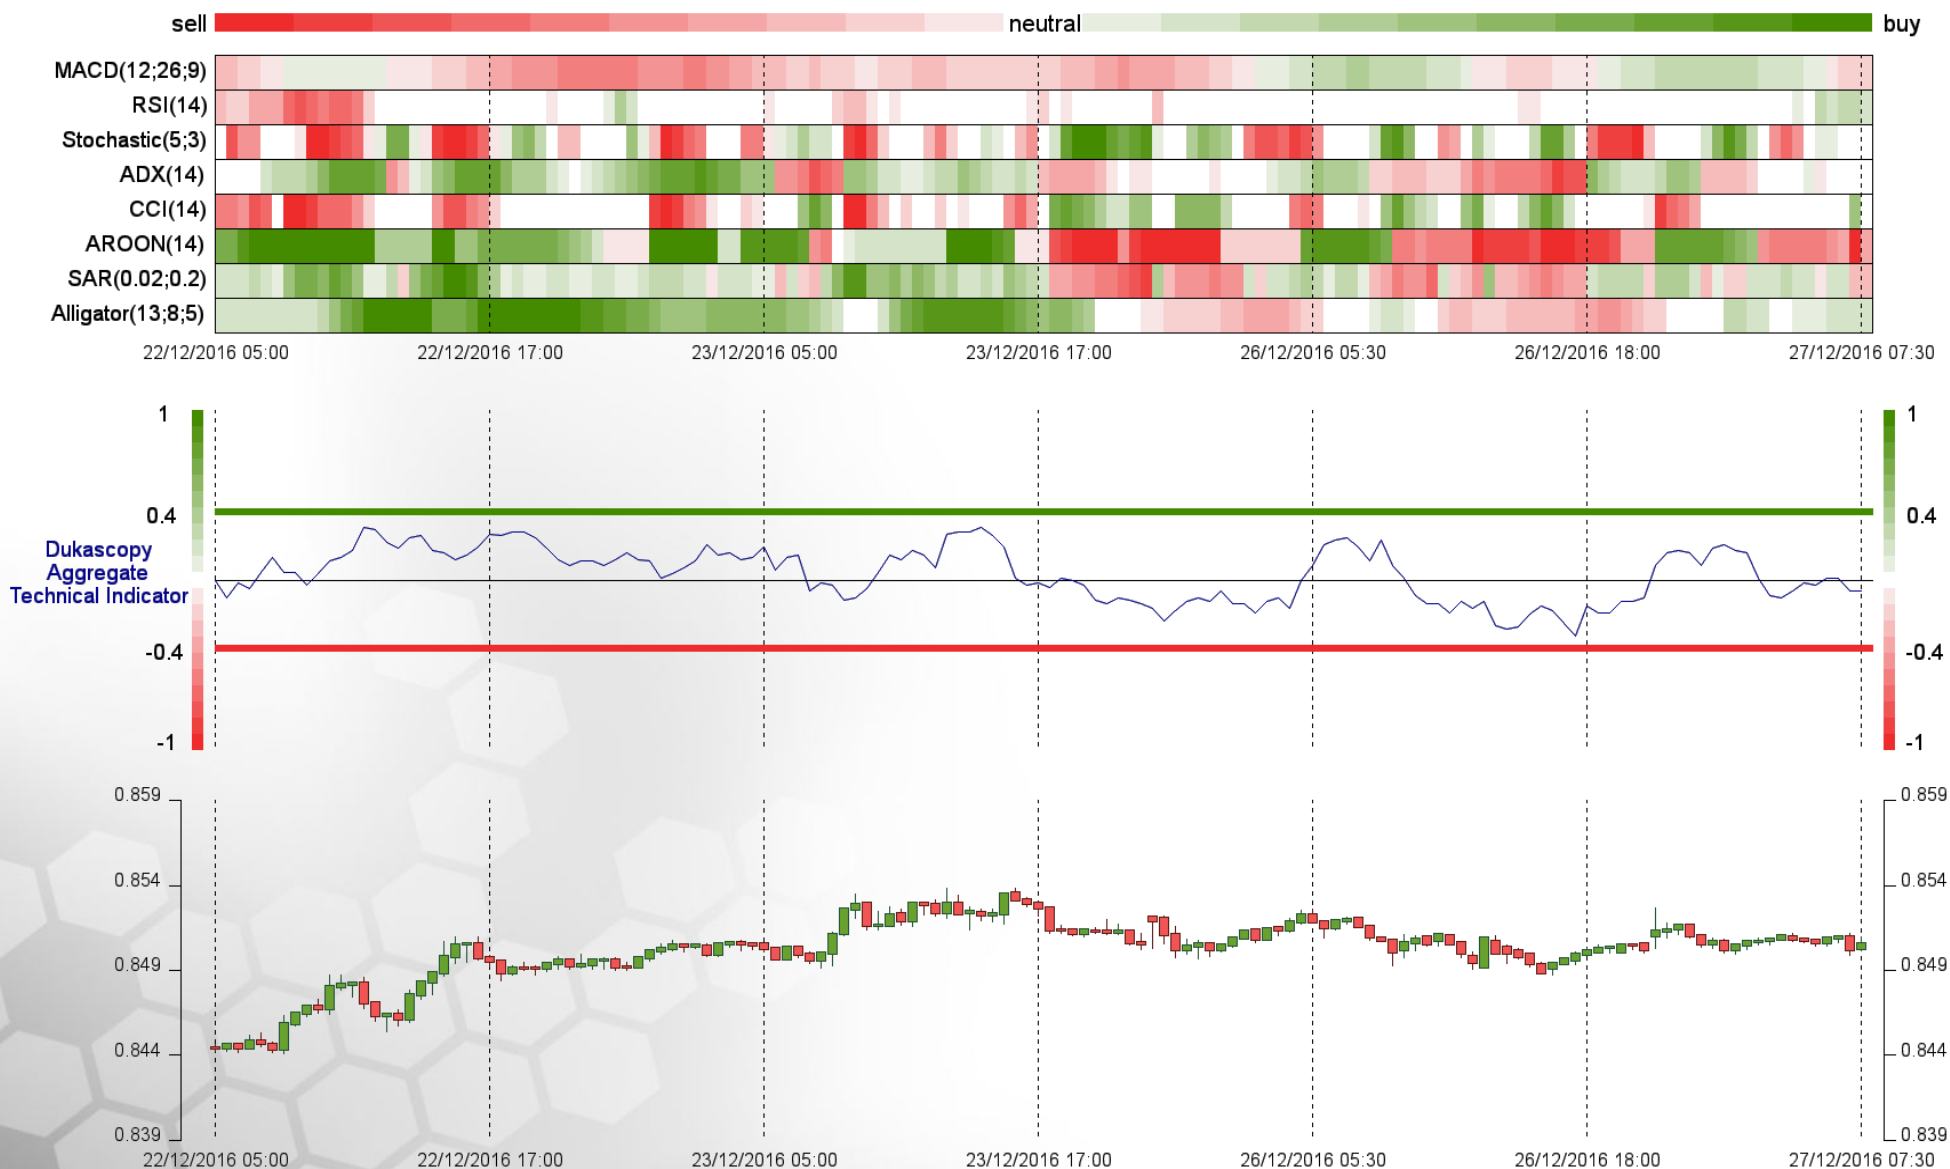 sell neutral buy
MACD(12;26;9)
RSI(14)
Stochastic(5;3)
ADX(14)
CCI(14)
AROON(14)
SAR(0.02;0.2)
Alligator(13;8;5)
22/12/2016 05:00 22/12/2016 17:00 23/12/2016 05:00 23/12/2016 17:00 26/12/2016 05:30 26/12/2016 18:00 27/12/2016 07:30
1 1
0.4 0.4
Dukascopy
Aggregate
Technical Indicator
-0.4 -0.4
-1 -1
0.859 0.859
0.854 0.854
0.849 0.849
0.844 0.844
0.839 0.839
22/12/2016 05:00 22/12/2016 17:00 23/12/2016 05:00 23/12/2016 17:00 26/12/2016 05:30 26/12/2016 18:00 27/12/2016 07:30